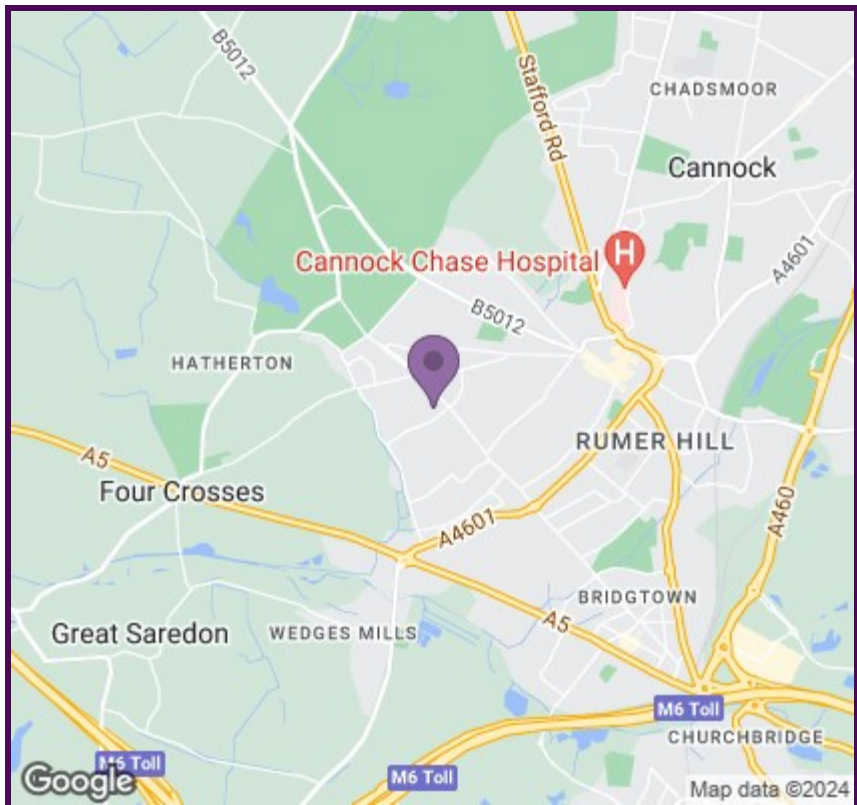 B5012
Stafford Rd
CHADSMOOR
Cannock
Cannock Chase Hospital
H
A4601
B5012
HATHERTON
RUMER HILL
A5
Four Crosses
A4601
A460
BRIDGTOWN
A5
Great Saredon
WEDGES MILLS
M6 Toll
CHURCHBRIDGE
M6 Toll
M6 Toll
Google
Map data ©2024